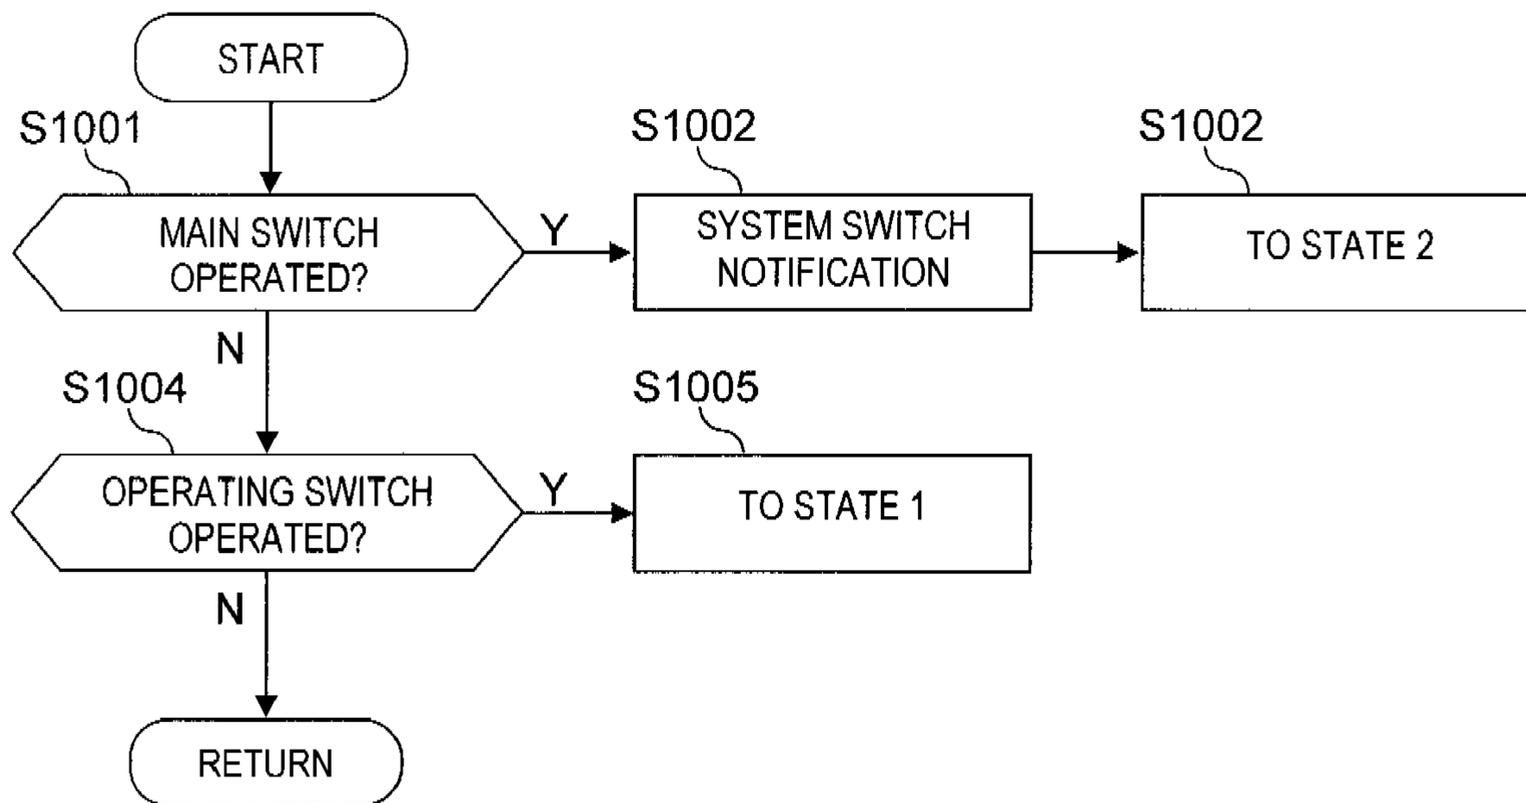 START
S1001
MAIN SWITCH
OPERATED?
Y
S1002
SYSTEM SWITCH
NOTIFICATION
S1002
TO STATE 2
N
S1004
OPERATING SWITCH
OPERATED?
Y
S1005
TO STATE 1
N
RETURN